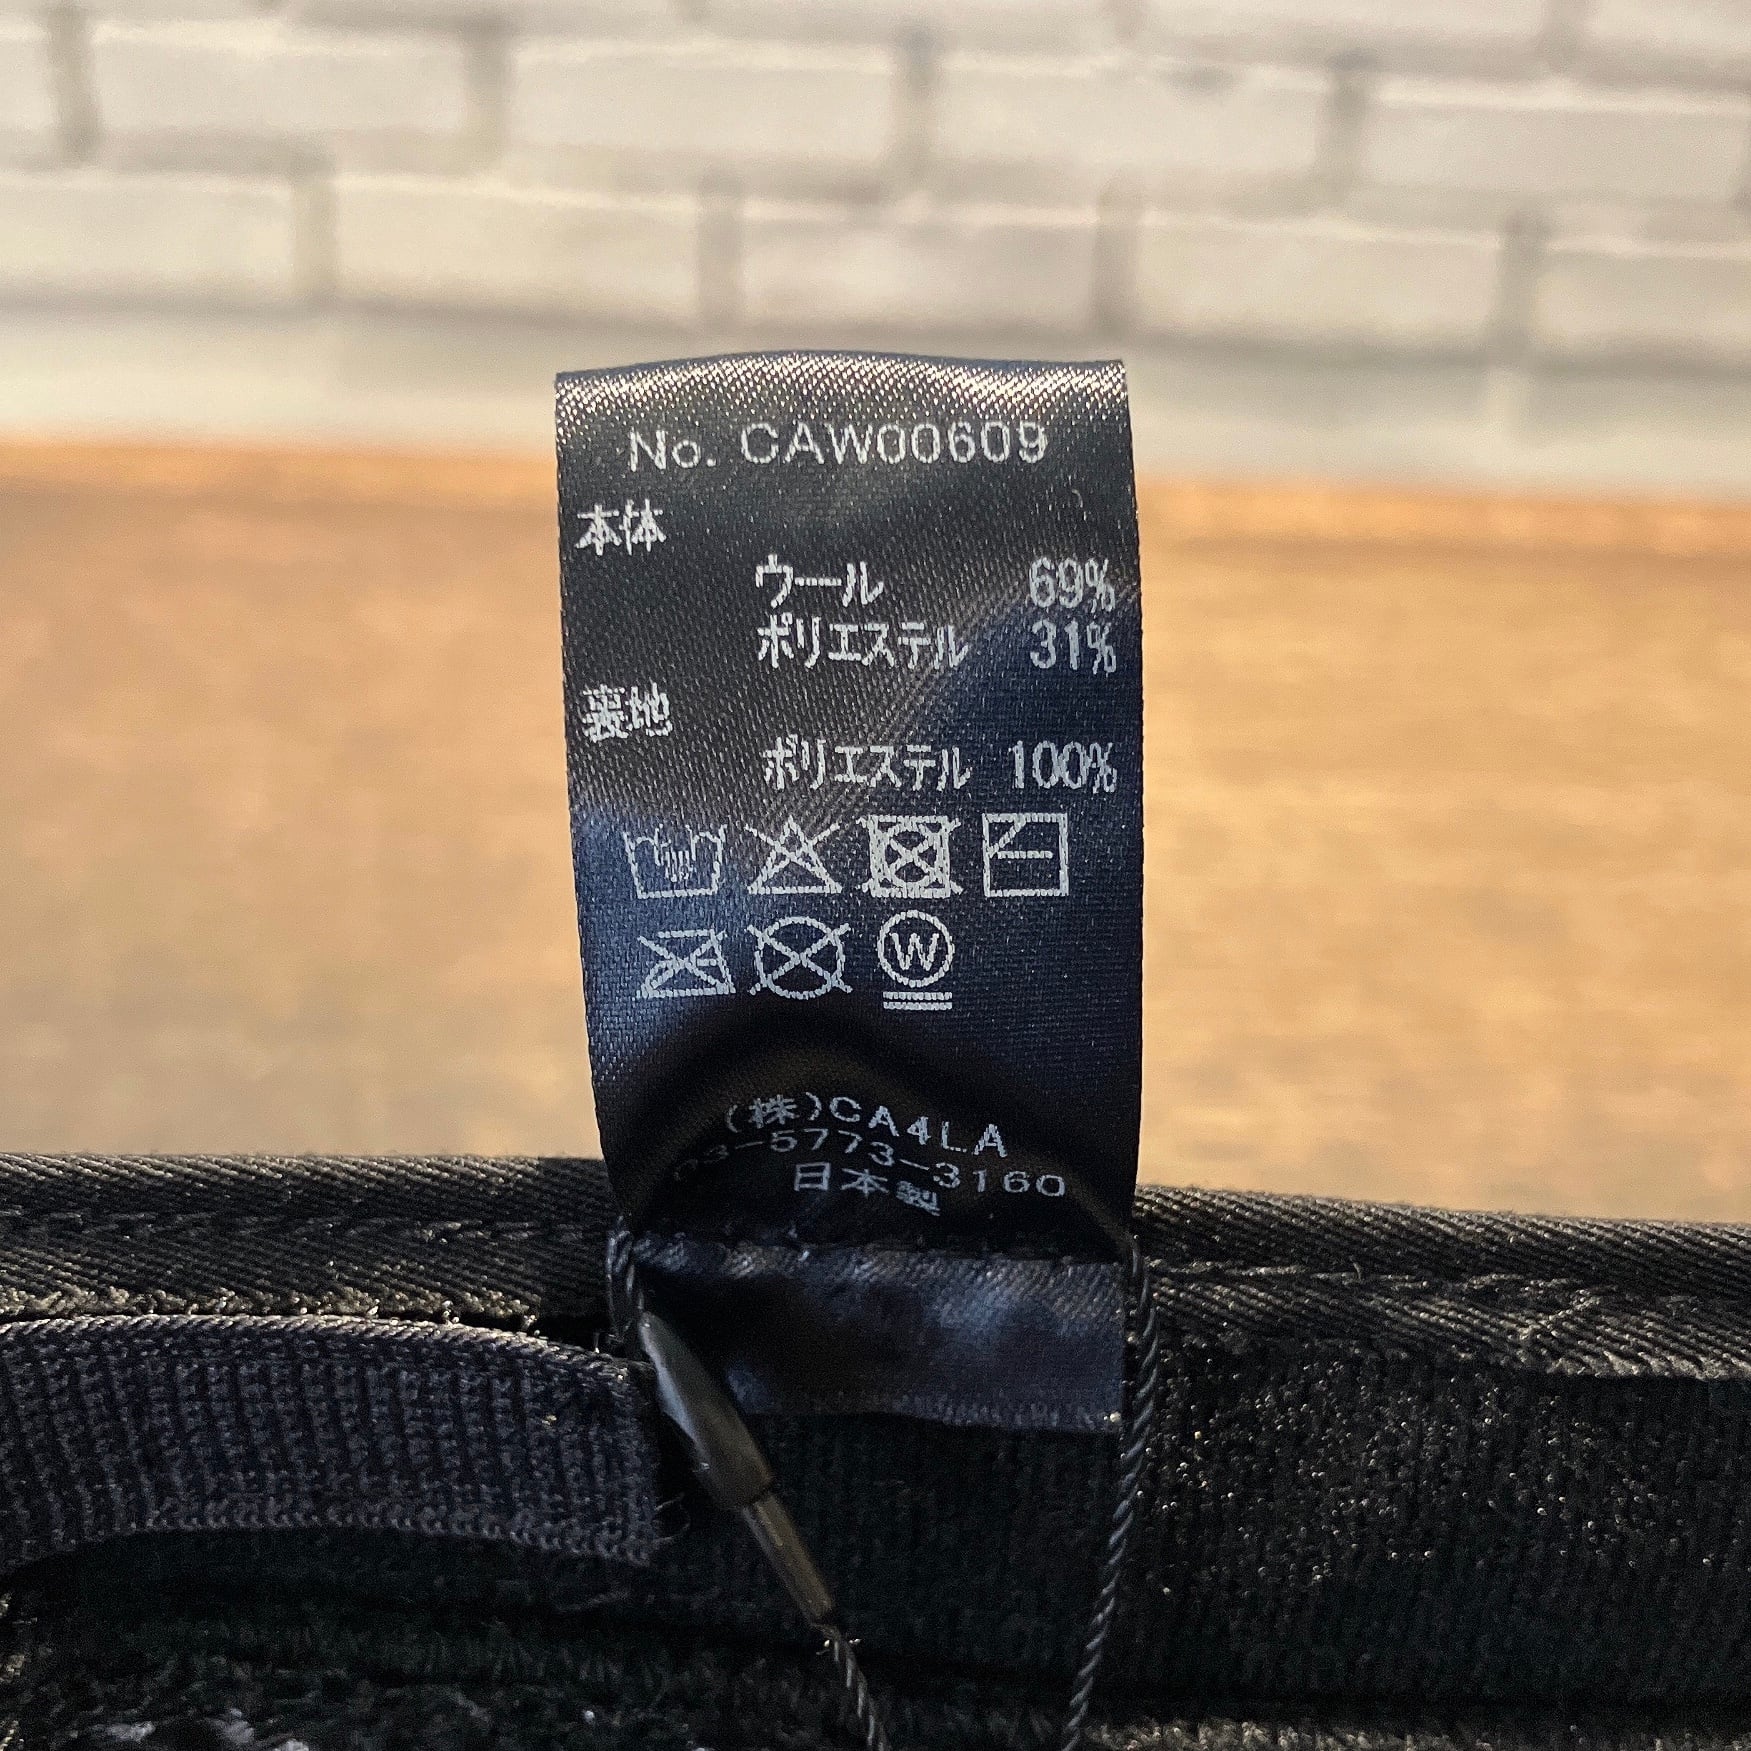 No. CAW00609
本体
ウール 69%
ポリエステル 31%
裏地
ポリエステル 100%
W
(株)CA4LA
03-5773-3160
日本製